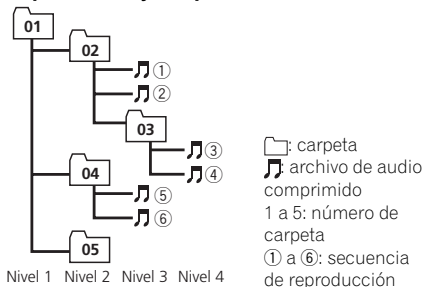 01
02
①
②
03
③
④
04
⑤
⑥
05
Nivel 1 Nivel 2 Nivel 3 Nivel 4
: carpeta
: archivo de audio
comprimido
1 a 5: número de
carpeta
① a ⑥: secuencia
de reproducción